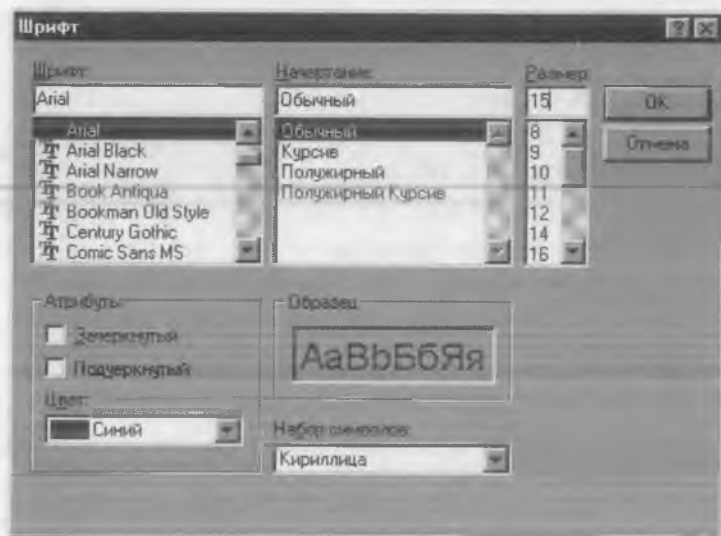 Шрифт
Шрифт:
Arial
Arial
Arial Black
Arial Narrow
Book Antiqua
Bookman Old Style
Century Gothic
Comic Sans MS
Начертание:
Обычный
Обычный
Курсив
Полужирный
Полужирный Курсив
Размер:
15
8
9
10
11
12
14
16
OK
Отмена
Атрибуты
Зачеркнутый
Подчеркнутый
Цвет:
Синий
Образец
AaBbБбЯя
Набор символов:
Кириллица